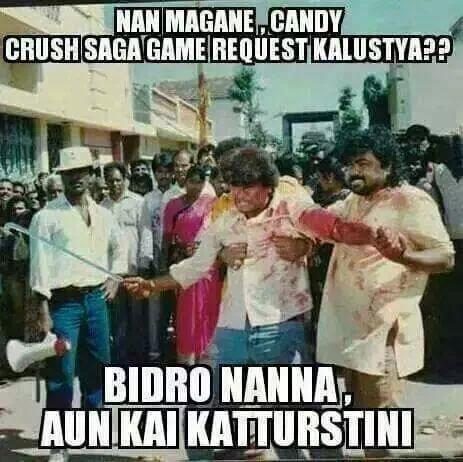 NAN MAGANE , CANDY
CRUSH SAGA GAME REQUEST KALUSTYA??
BIDRO NANNA ,
AUN KAI KATTURSTINI